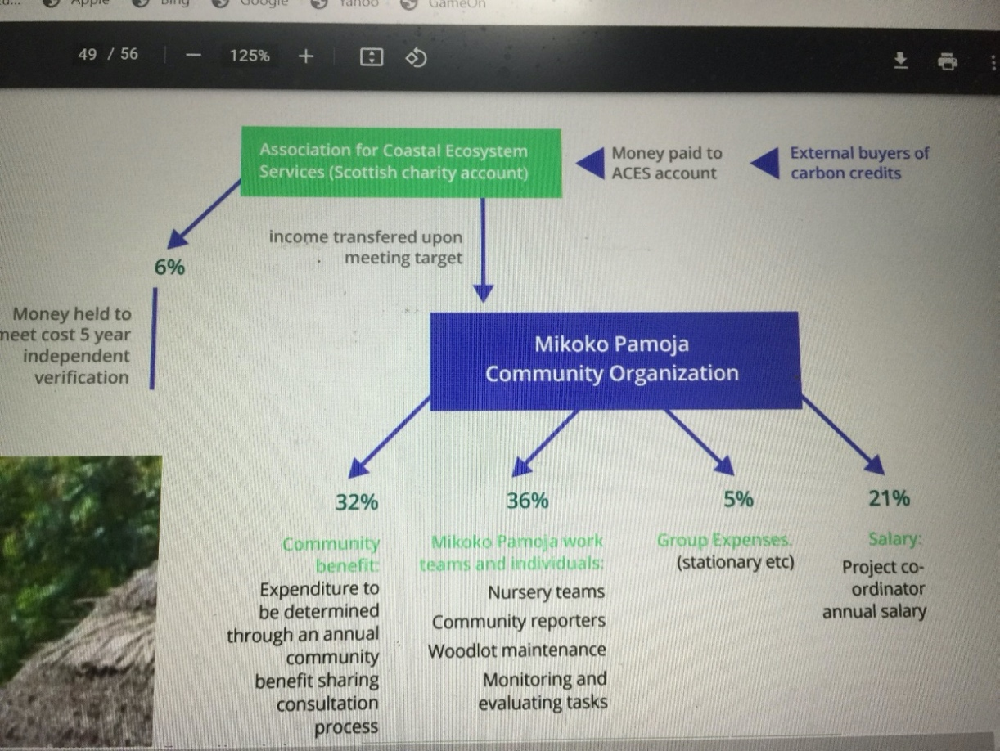 Apple Bing Google Yahoo GameOn
49 / 56 125%
Association for Coastal Ecosystem
Services (Scottish charity account)
Money paid to
ACES account
External buyers of
carbon credits
6%
income transfered upon
meeting target
Money held to
meet cost 5 year
independent
verification
Mikoko Pamoja
Community Organization
32%
Community
benefit:
Expenditure to
be determined
through an annual
community
benefit sharing
consultation
process
36%
Mikoko Pamoja work
teams and individuals:
Nursery teams
Community reporters
Woodlot maintenance
Monitoring and
evaluating tasks
5%
Group Expenses.
(stationary etc)
21%
Salary:
Project co-
ordinator
annual salary